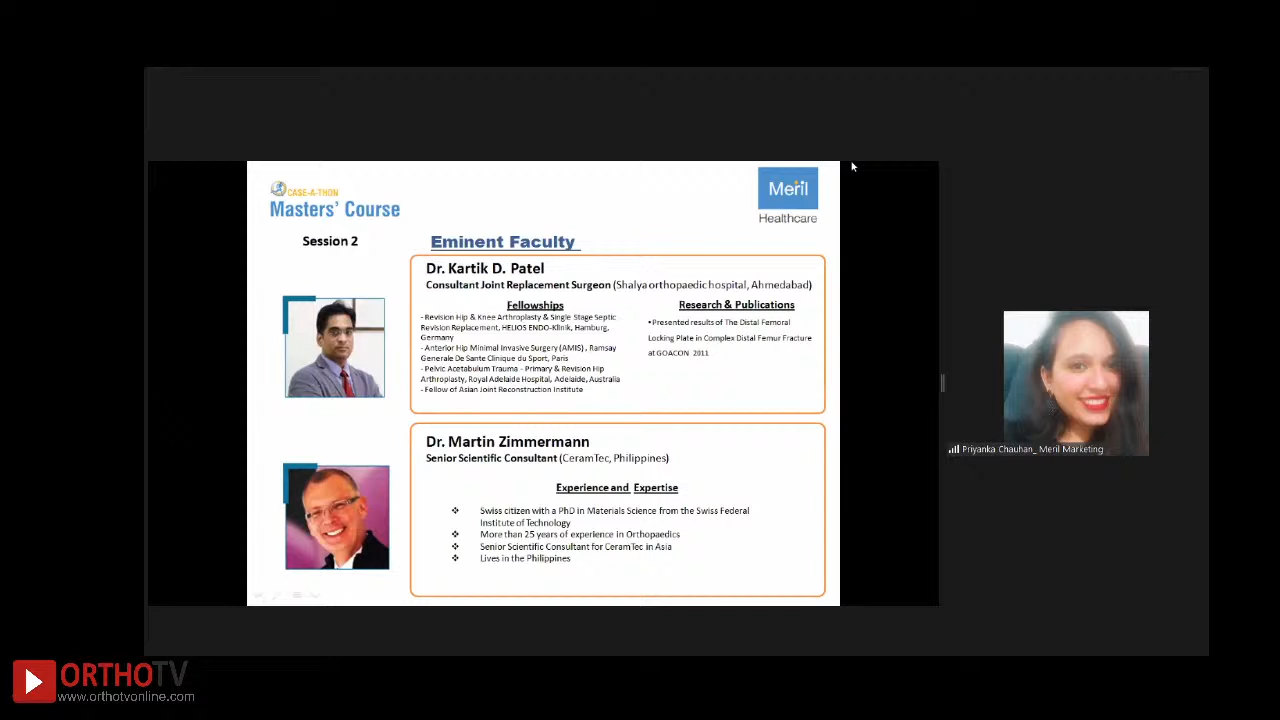 CASE-A-THON
Masters' Course
Meril
Healthcare
Session 2
Eminent Faculty
Dr. Kartik D. Patel
Consultant Joint Replacement Surgeon (Shalya orthopaedic hospital, Ahmedabad)
Fellowships
- Revision Hip & Knee Arthroplasty & Single Stage Septic
Revision Replacement, HELIOS ENDO-Klinik, Hamburg,
Germany
- Anterior Hip Minimal Invasive Surgery (AMIS) , Ramsay
Generale De Sante Clinique du Sport, Paris
- Pelvic Acetabulum Trauma - Primary & Revision Hip
Arthroplasty, Royal Adelaide Hospital, Adelaide, Australia
- Fellow of Asian Joint Reconstruction Institute
Research & Publications
•Presented results of The Distal Femoral
Locking Plate in Complex Distal Femur Fracture
at GOACON 2011
Dr. Martin Zimmermann
Senior Scientific Consultant (CeramTec, Philippines)
Experience and Expertise
❖ Swiss citizen with a PhD in Materials Science from the Swiss Federal
Institute of Technology
❖ More than 25 years of experience in Orthopaedics
❖ Senior Scientific Consultant for CeramTec in Asia
❖ Lives in the Philippines
Priyanka Chauhan_ Meril Marketing
ORTHOTV
www.orthotvonline.com